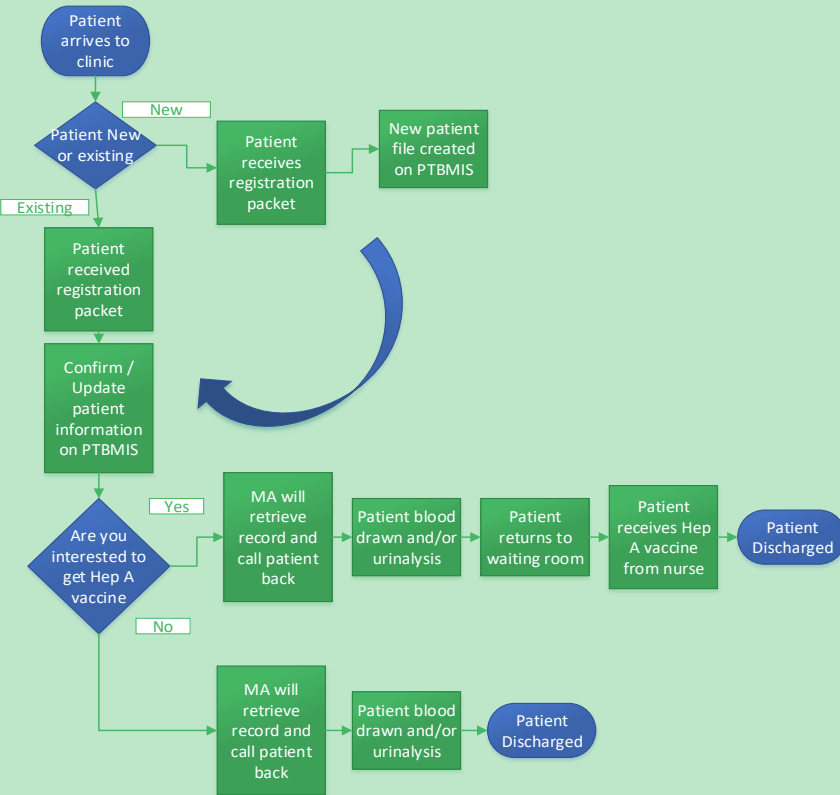 Patient
arrives to
clinic
New
Patient New
or existing
Patient
receives
registration
packet
New patient
file created
on PTBMIS
Existing
Patient
received
registration
packet
Confirm /
Update
patient
information
on PTBMIS
Yes
Are you
interested to
get Hep A
vaccine
MA will
retrieve
record and
call patient
back
Patient blood
drawn and/or
urinalysis
Patient
returns to
waiting room
Patient
receives Hep
A vaccine
from nurse
Patient
Discharged
No
MA will
retrieve
record and
call patient
back
Patient blood
drawn and/or
urinalysis
Patient
Discharged